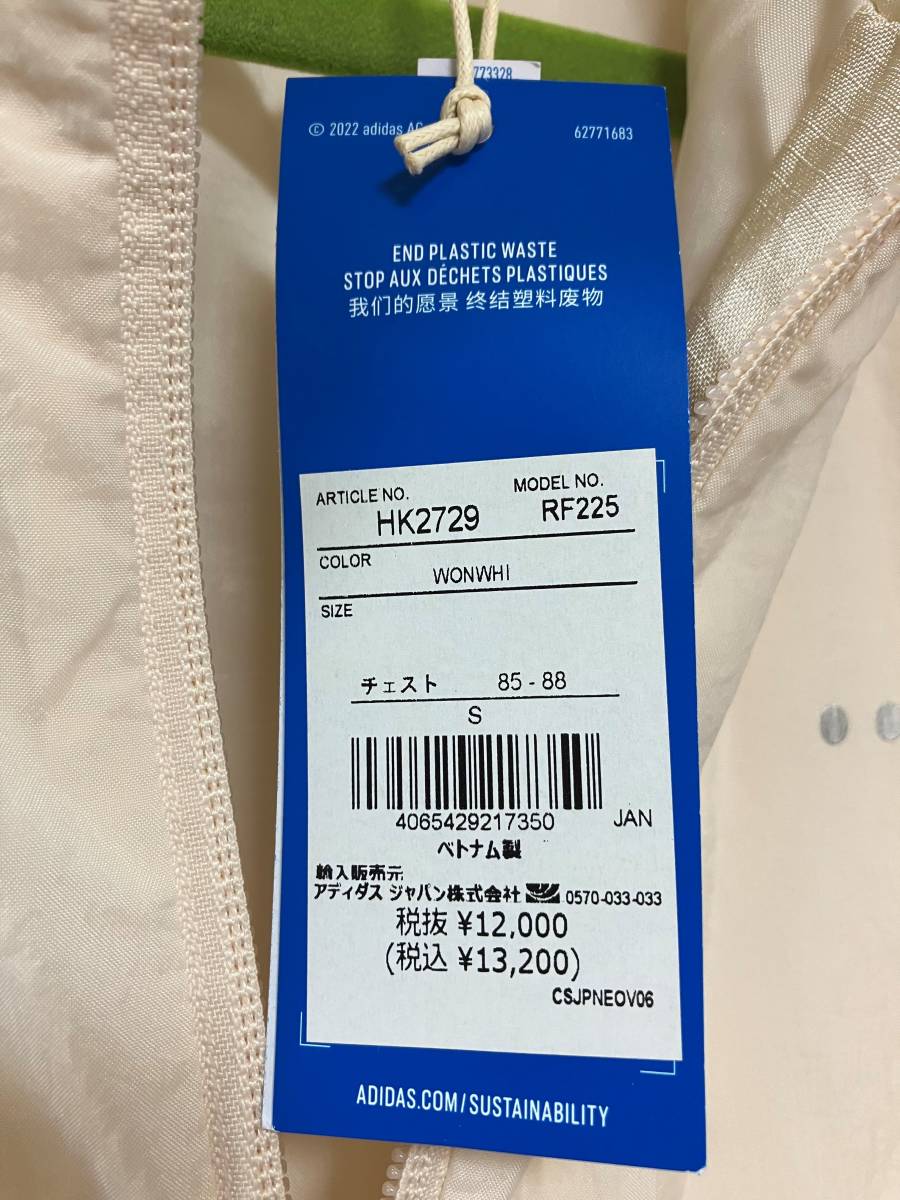 773328
© 2022 adidas AG
62771683
END PLASTIC WASTE
STOP AUX DÉCHETS PLASTIQUES
我们的愿景 终结塑料废物
ARTICLE NO.
HK2729
MODEL NO.
RF225
COLOR
WONWHI
SIZE
チェスト 85 - 88
S
4065429217350 JAN
ベトナム製
輸入販売元
アディダス ジャパン株式会社 0570-033-033
税抜 ¥12,000
(税込 ¥13,200)
CSJPNEOV06
ADIDAS.COM/SUSTAINABILITY